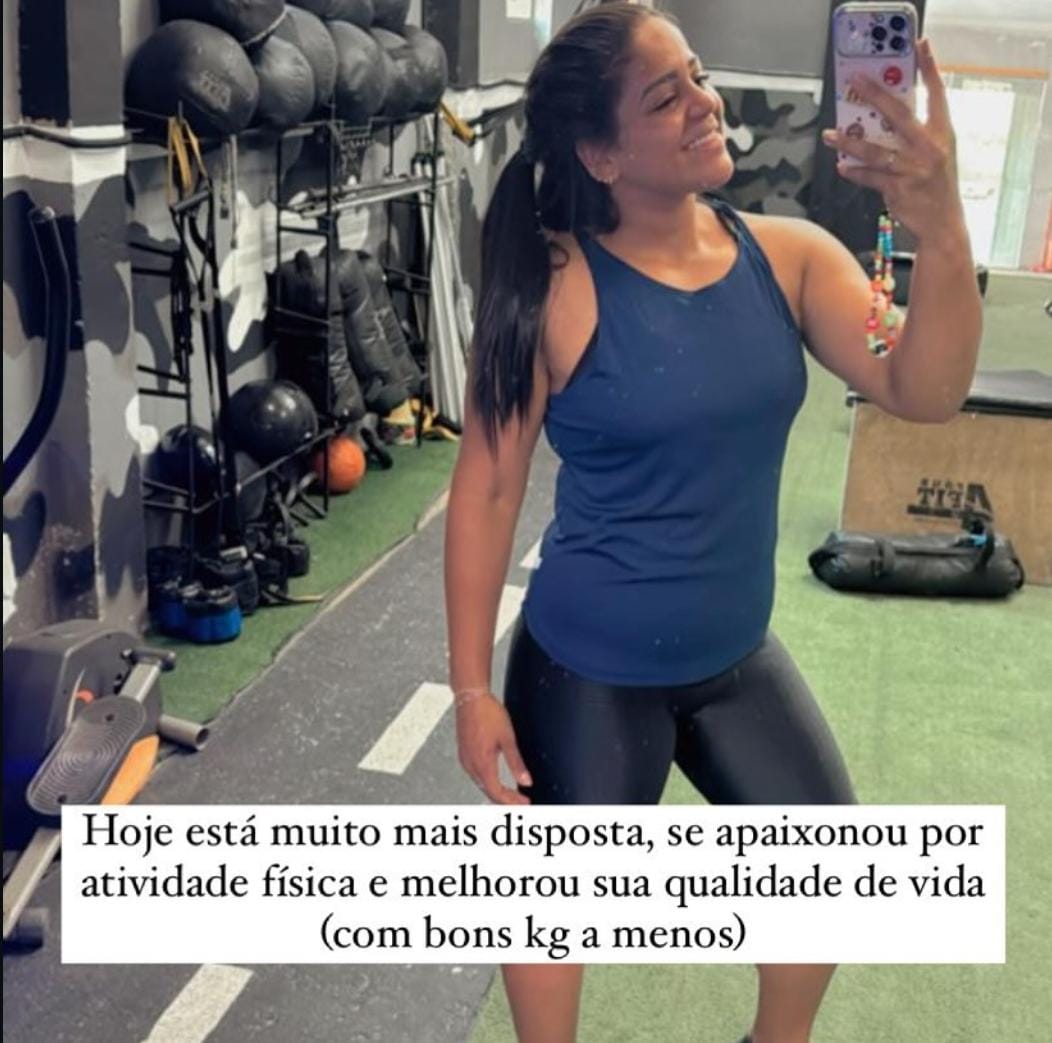 Hoje está muito mais disposta, se apaixonou por
atividade física e melhorou sua qualidade de vida
(com bons kg a menos)